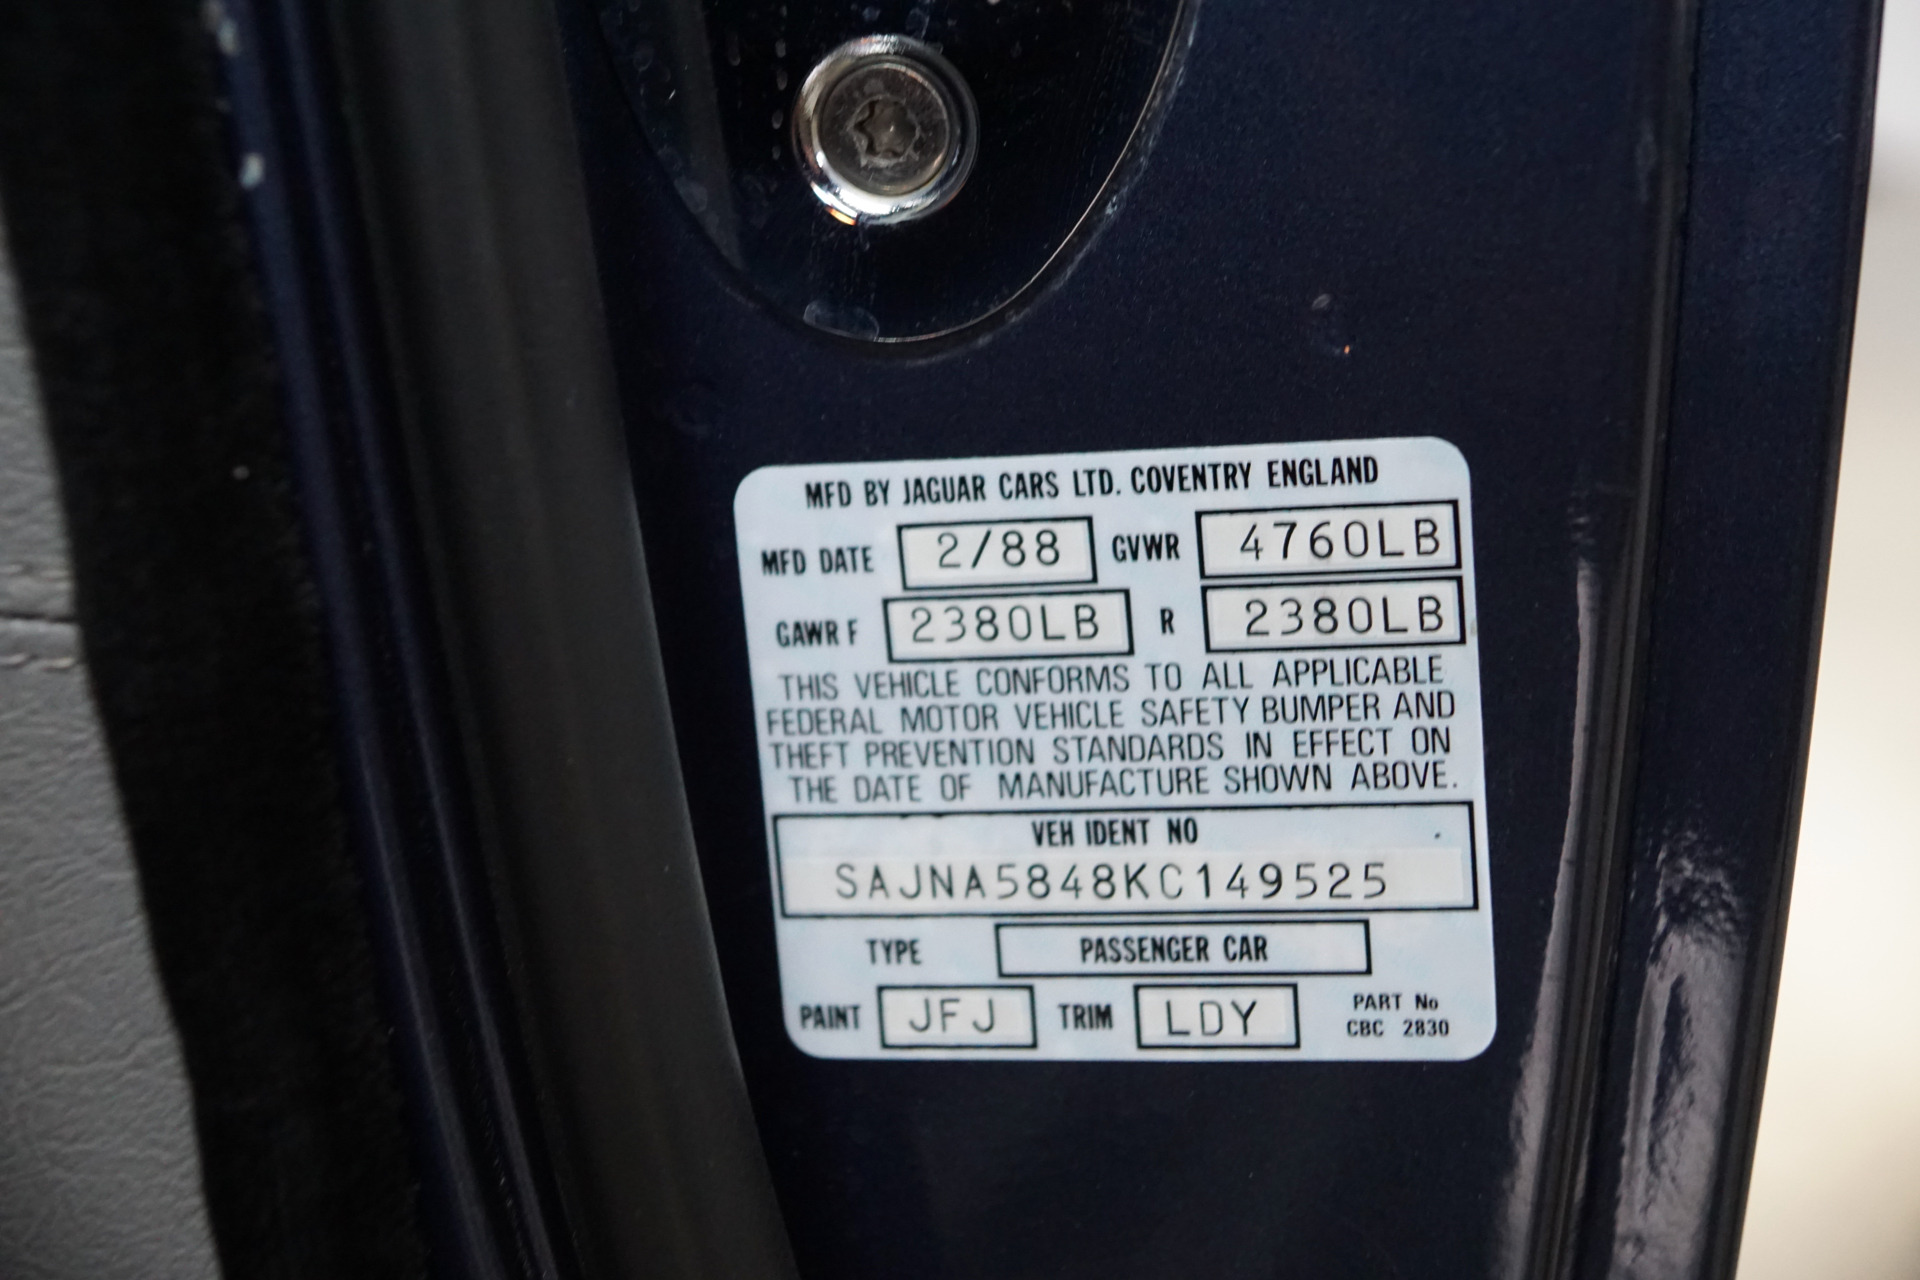 MFD BY JAGUAR CARS LTD. COVENTRY ENGLAND
MFD DATE 2/88 GVWR 4760LB
GAWR F 2380LB R 2380LB
THIS VEHICLE CONFORMS TO ALL APPLICABLE
FEDERAL MOTOR VEHICLE SAFETY BUMPER AND
THEFT PREVENTION STANDARDS IN EFFECT ON
THE DATE OF MANUFACTURE SHOWN ABOVE.
VEH IDENT NO
SAJNA5848KC149525
TYPE PASSENGER CAR
PAINT JFJ TRIM LDY PART No
CBC 2830